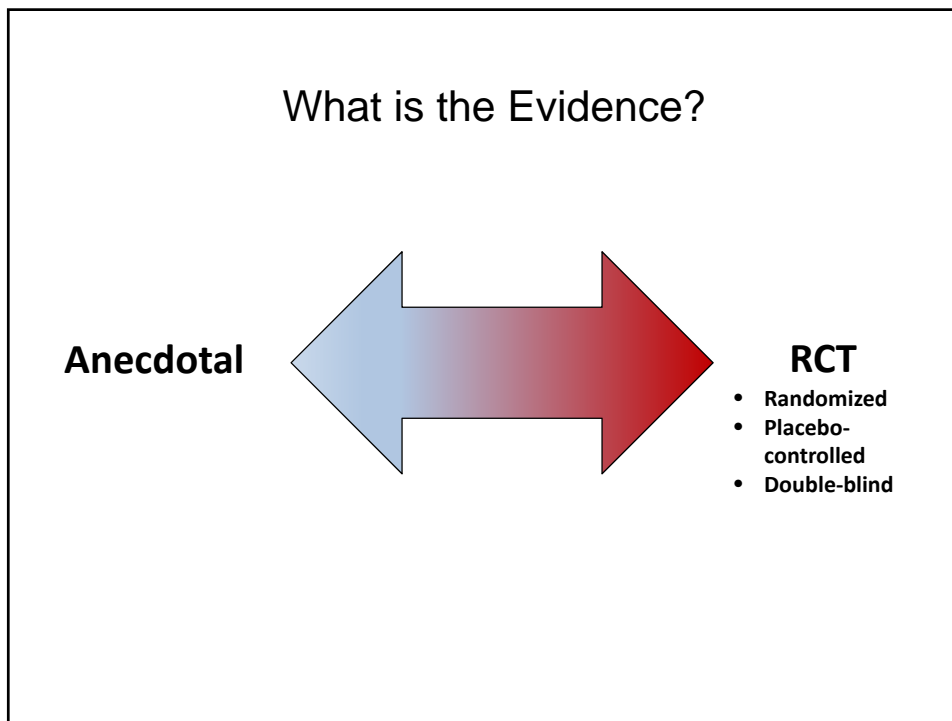 What is the Evidence?
Anecdotal
RCT
• Randomized
• Placebo-
controlled
• Double-blind